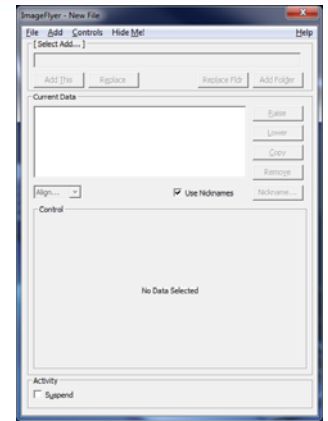 ImageFlyer - New File
File Add Controls Hide Me! Help
[ Select Add... ]
Add This Replace Replace Fldr Add Folder
Current Data
Raise
Lower
Copy
Remove
Align... Use Nicknames Nickname...
Control
No Data Selected
Activity
Suspend